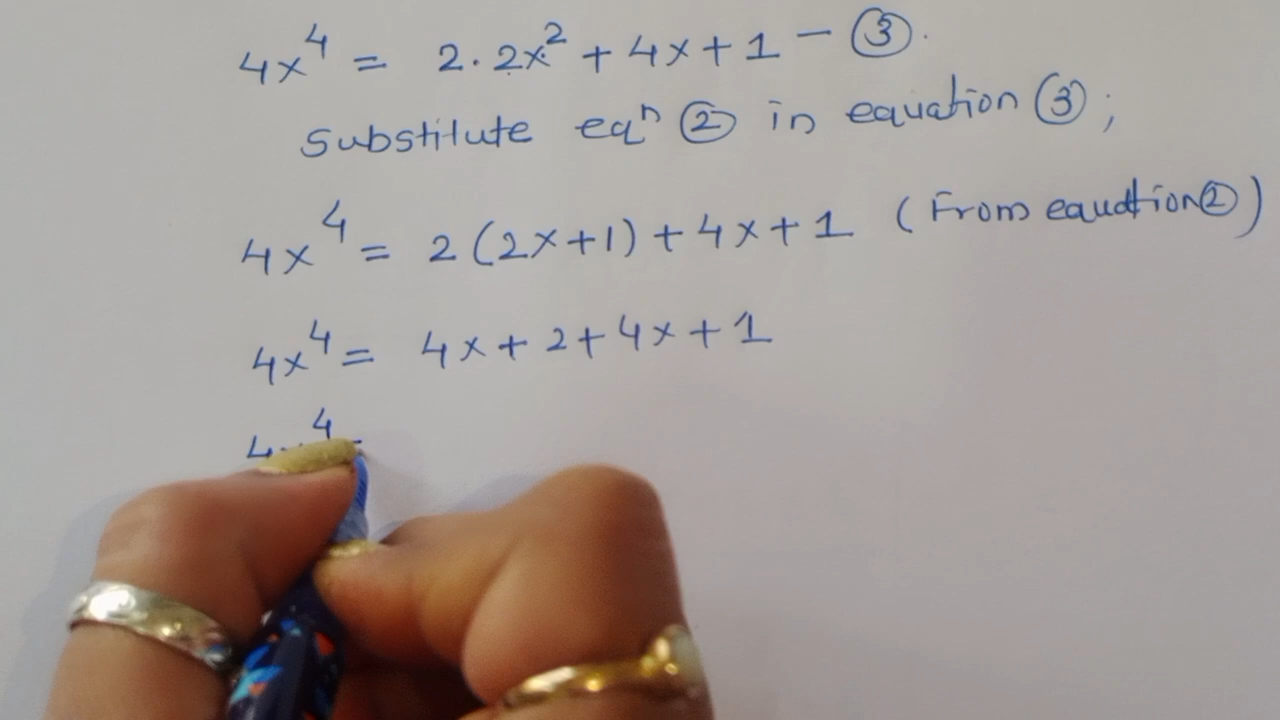 4x⁴ = 2.2x² + 4x + 1 - ③.
Substitute eqⁿ ② in equation ③;
4x⁴ = 2(2x+1) + 4x + 1 (From equation②)
4x⁴ = 4x + 2 + 4x + 1